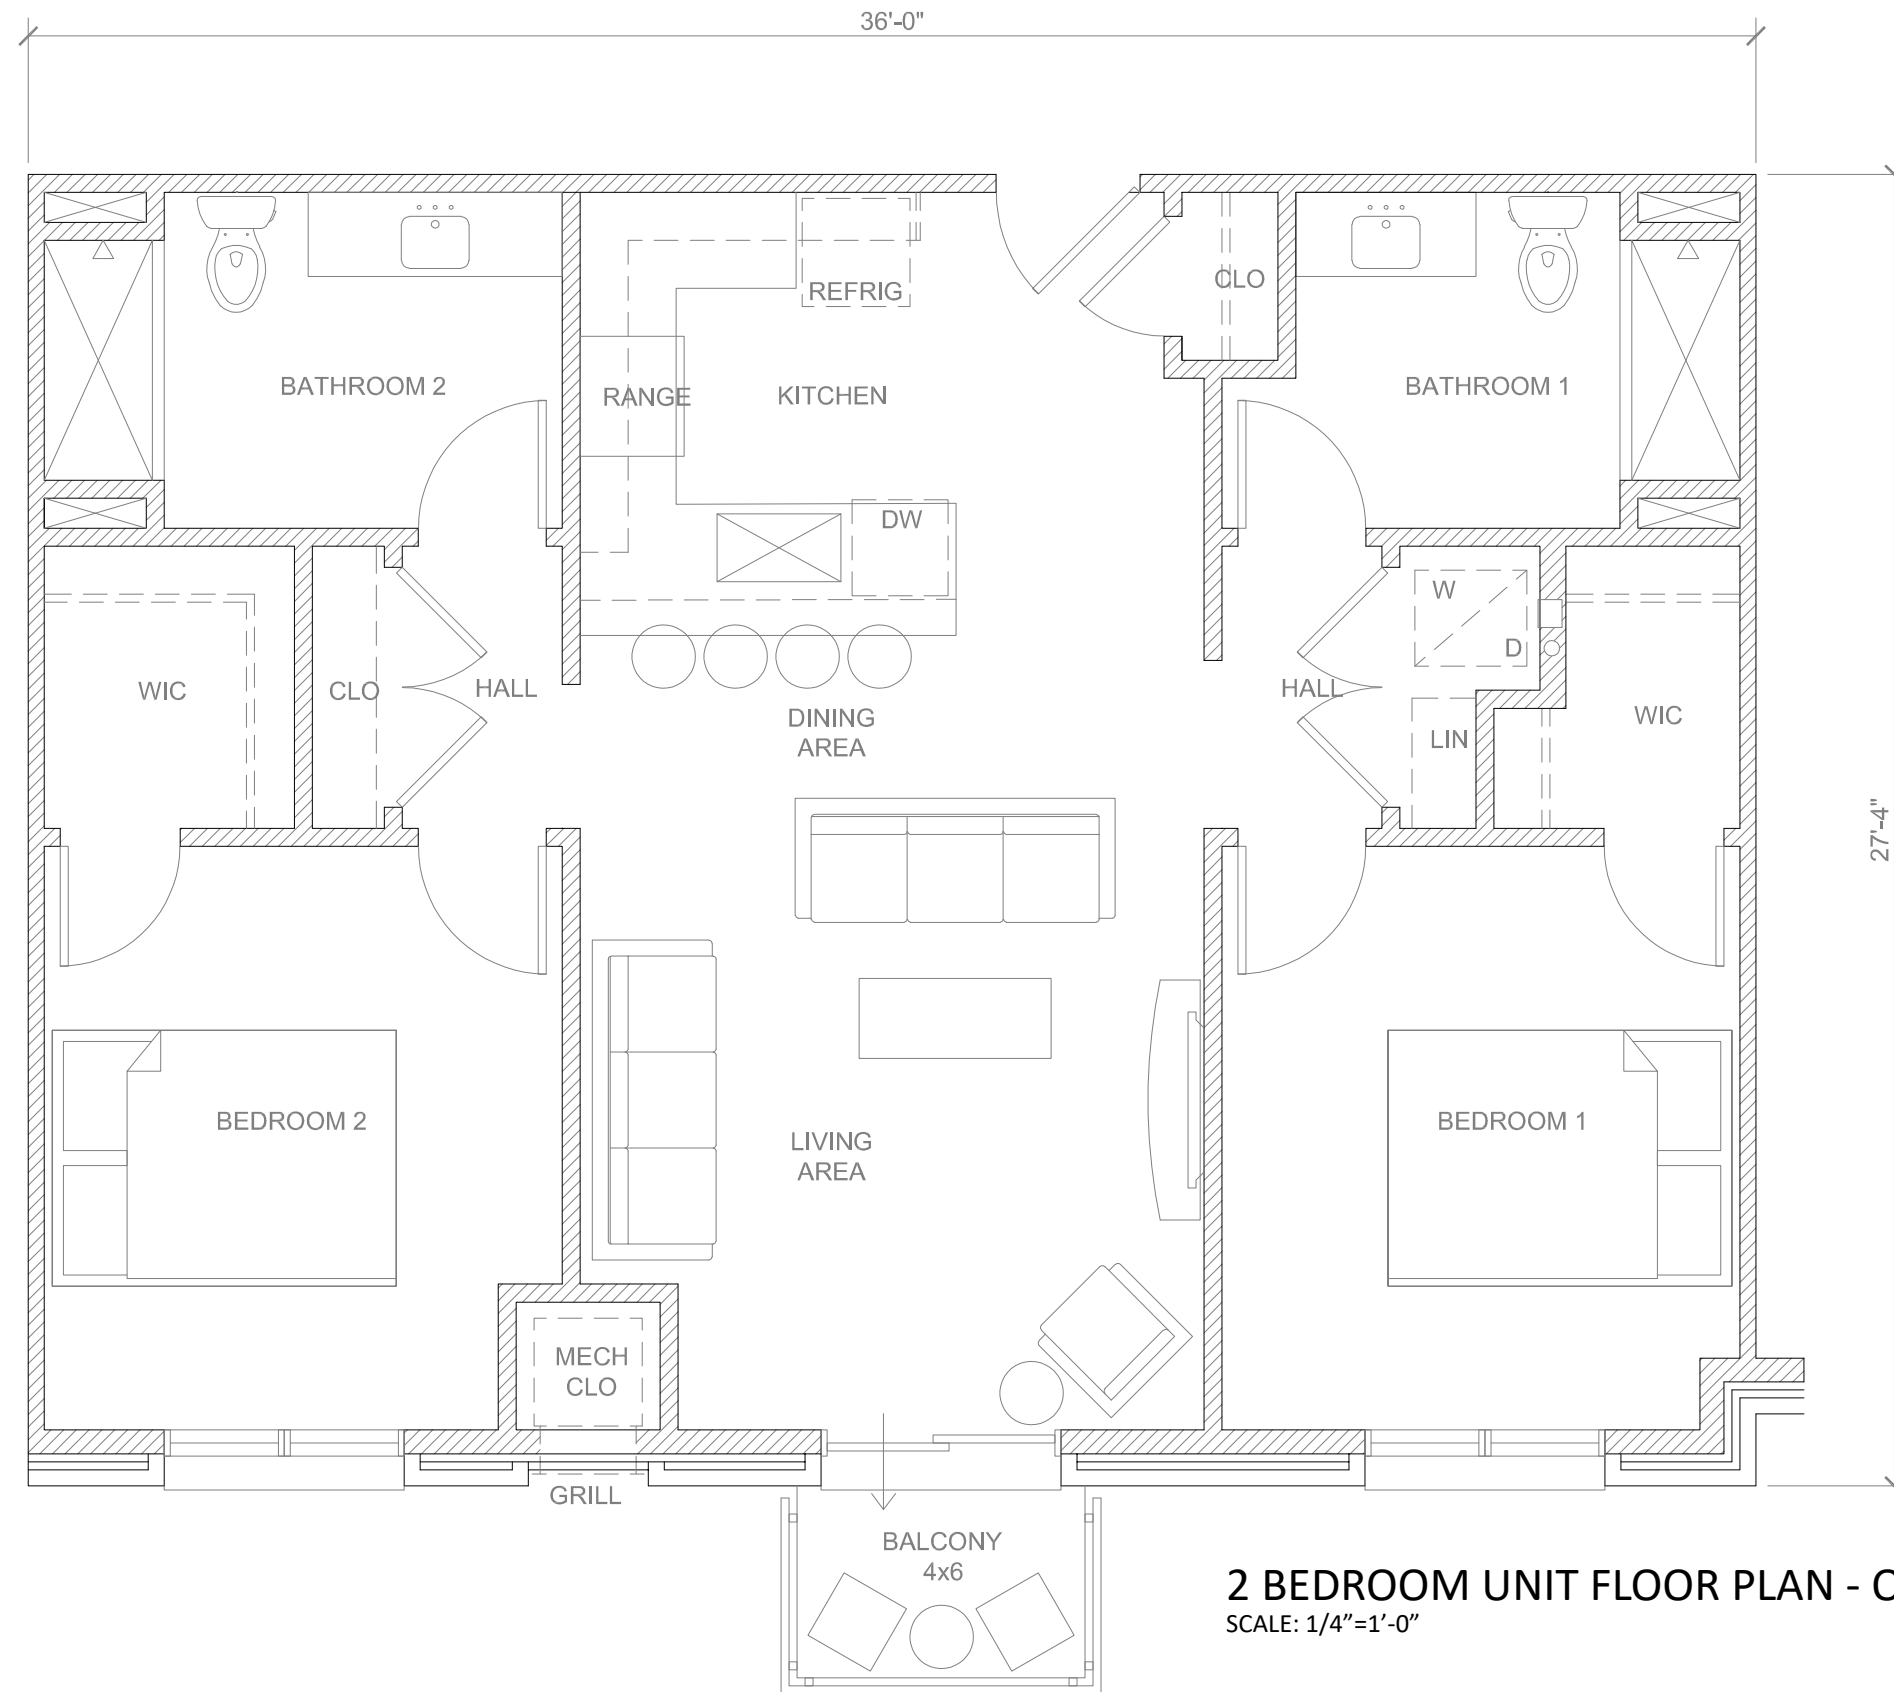 36'-0"
REFRIG
CLO
BATHROOM 2
RANGE
KITCHEN
BATHROOM 1
DW
W
D
WIC
CLO
HALL
DINING
AREA
HALL
LIN
WIC
27'-4"
BEDROOM 2
LIVING
AREA
BEDROOM 1
MECH
CLO
GRILL
BALCONY
4x6
2 BEDROOM UNIT FLOOR PLAN -
SCALE: 1/4"=1'-0"